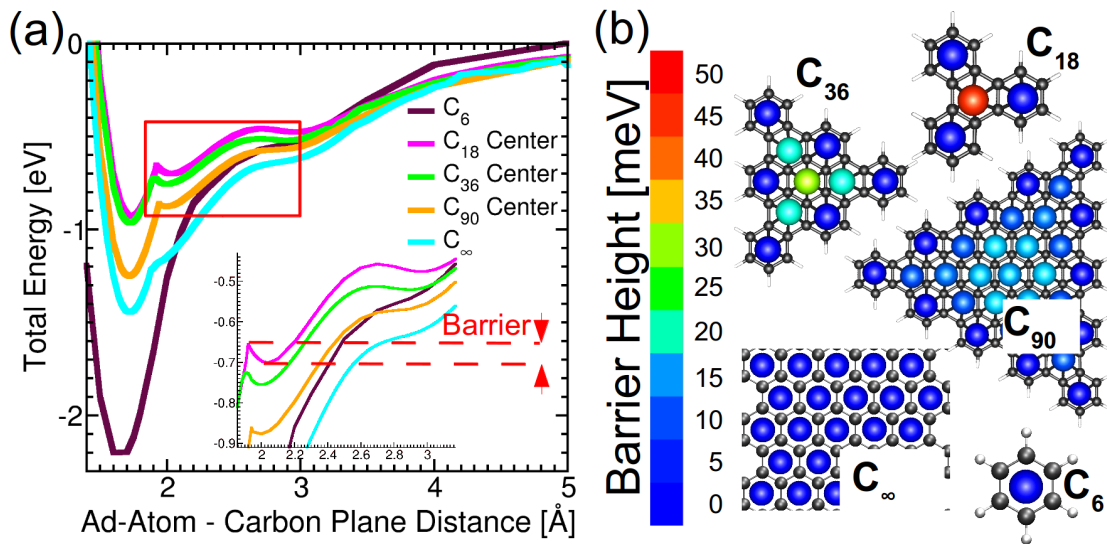 (a)
0
-1
-2
Total Energy [eV]
2
3
4
5
Ad-Atom - Carbon Plane Distance [Å]
C6
C18 Center
C36 Center
C90 Center
C∞
-0.5
-0.6
-0.7
-0.8
-0.9
2
2.2
2.4
2.6
2.8
3
Barrier
(b)
50
45
40
35
30
25
20
15
10
5
0
Barrier Height [meV]
C36
C18
C90
C∞
C6